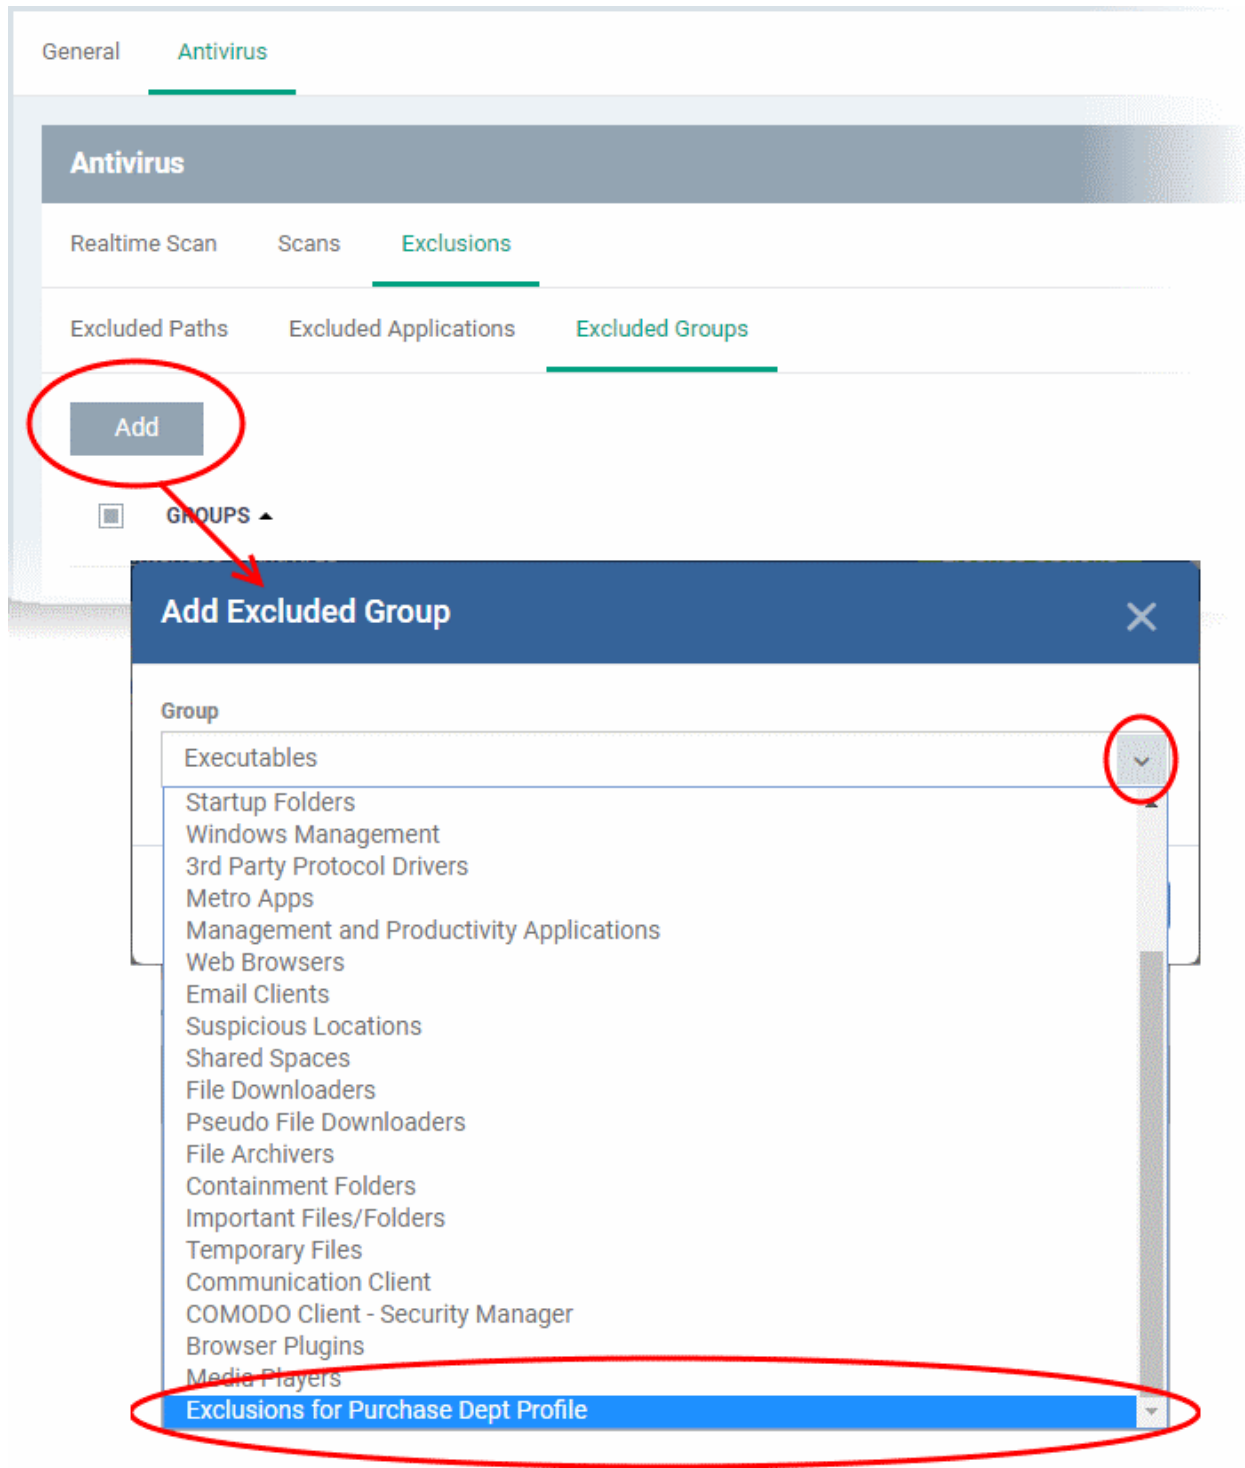 General Antivirus
Antivirus
Realtime Scan Scans Exclusions
Excluded Paths Excluded Applications Excluded Groups
Add
GROUPS
Add Excluded Group
Group
Executables
Startup Folders
Windows Management
3rd Party Protocol Drivers
Metro Apps
Management and Productivity Applications
Web Browsers
Email Clients
Suspicious Locations
Shared Spaces
File Downloaders
Pseudo File Downloaders
File Archivers
Containment Folders
Important Files/Folders
Temporary Files
Communication Client
COMODO Client - Security Manager
Browser Plugins
Media Players
Exclusions for Purchase Dept Profile